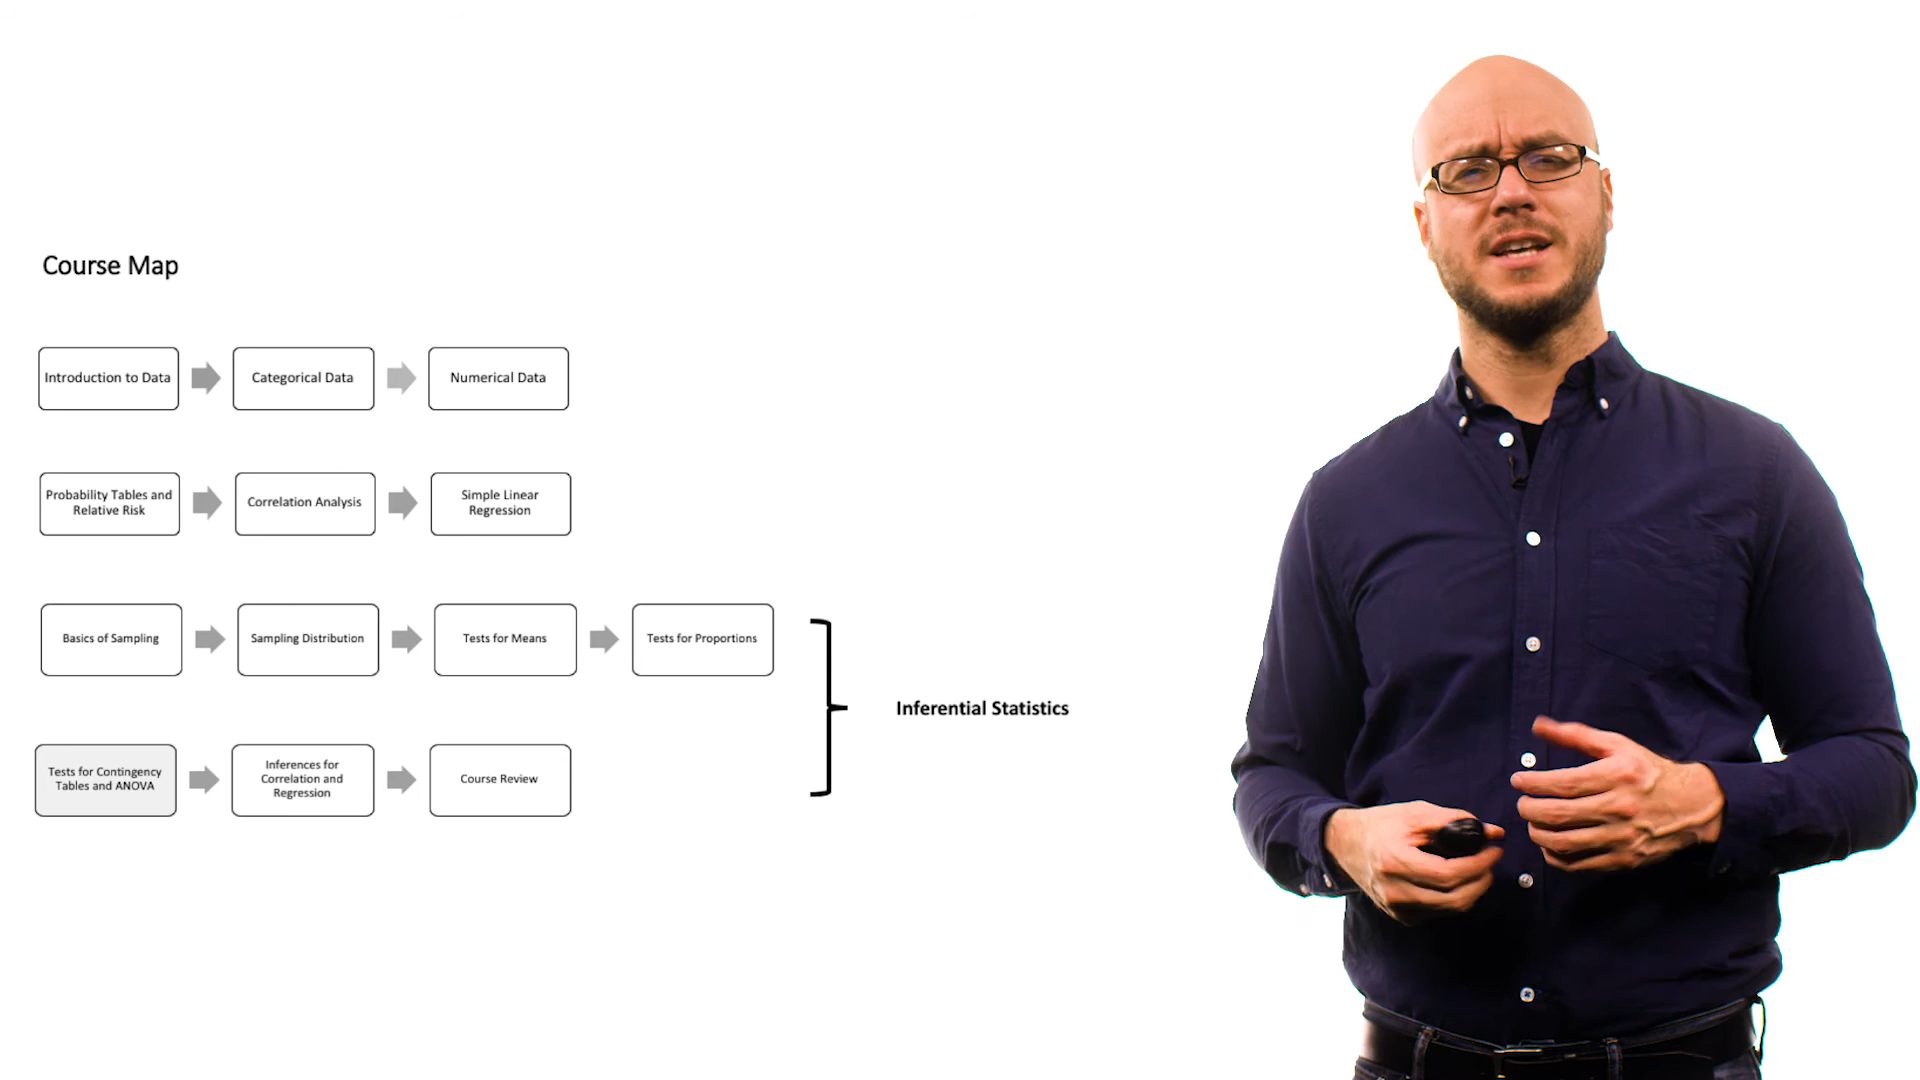 Course Map
Introduction to Data
Categorical Data
Numerical Data
Probability Tables and
Relative Risk
Correlation Analysis
Simple Linear
Regression
Basics of Sampling
Sampling Distribution
Tests for Means
Tests for Proportions
Inferential Statistics
Tests for Contingency
Tables and ANOVA
Inferences for
Correlation and
Regression
Course Review